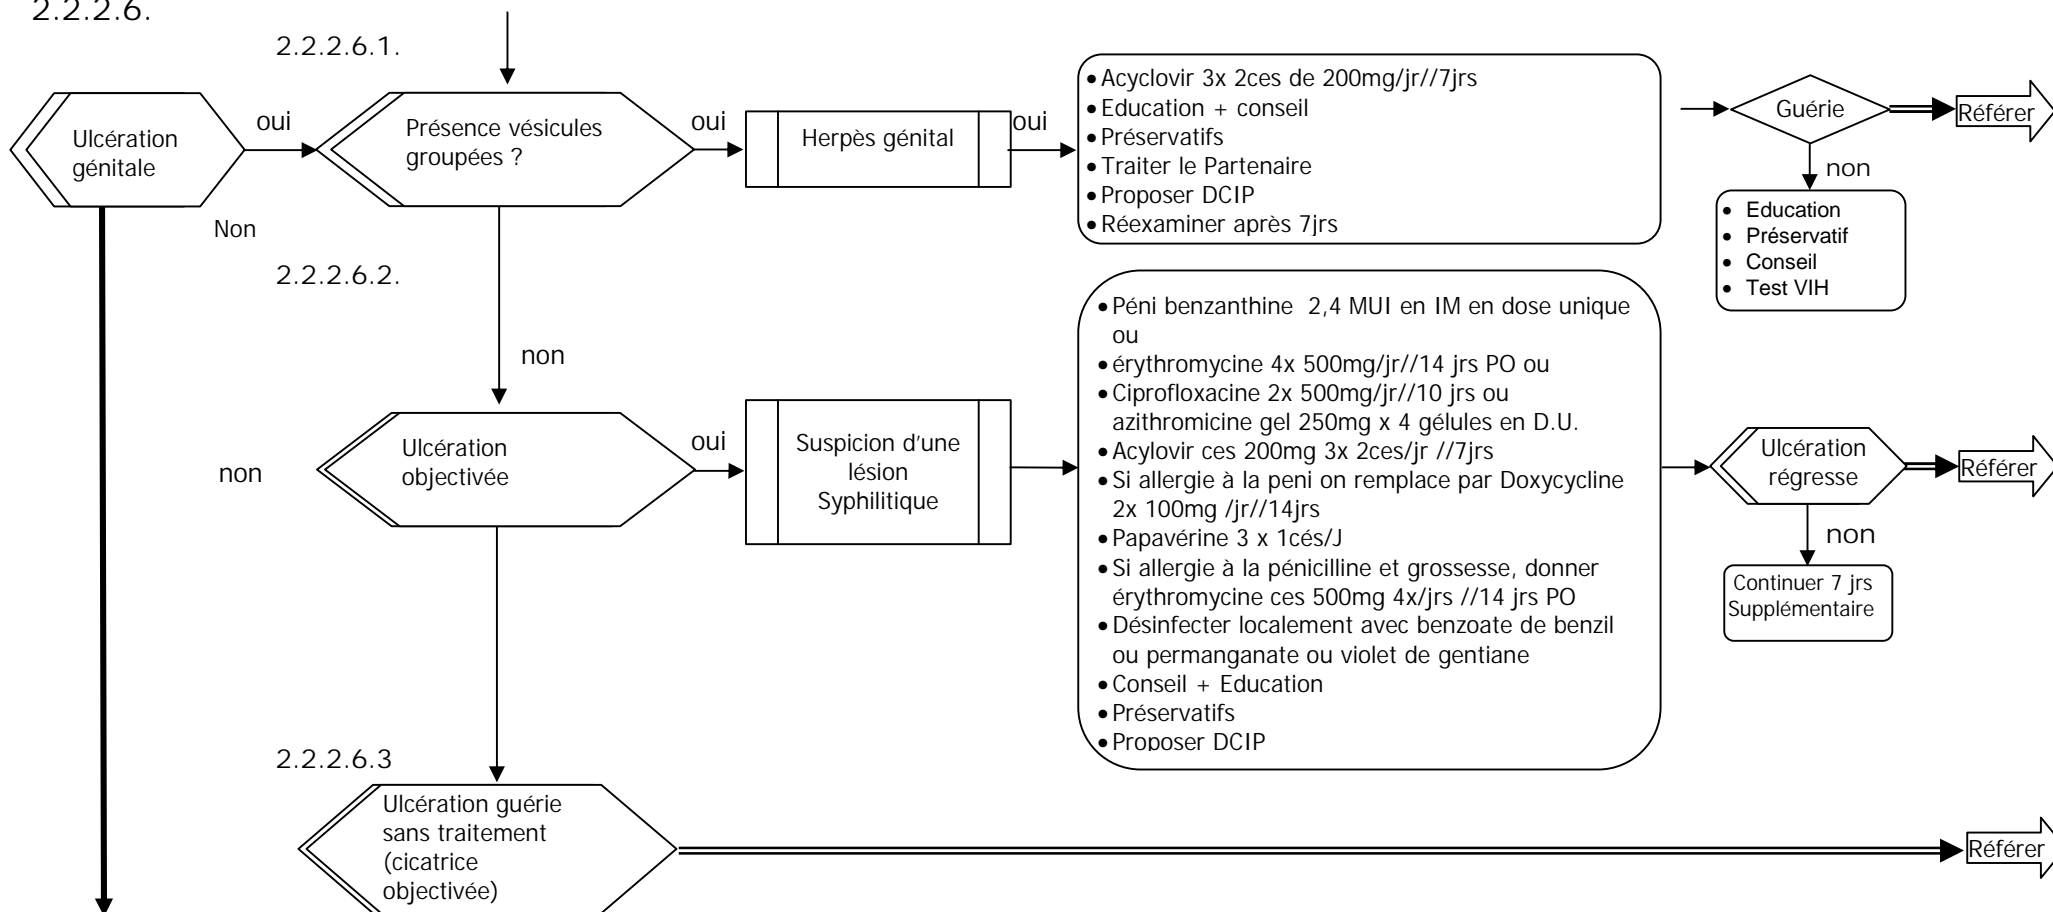 2.2.2.6.
2.2.2.6.1.
Ulcération
génitale
oui
Non
Présence vésicules
groupées ?
oui
Herpès génital
oui
• Acyclovir 3x 2ces de 200mg/jr//7jrs
• Education + conseil
• Préservatifs
• Traiter le Partenaire
• Proposer DCIP
• Réexaminer après 7jrs
Guérie
Référer
non
• Education
• Préservatif
• Conseil
• Test VIH
2.2.2.6.2.
non
non
Ulcération
objectivée
oui
Suspicion d'une
lésion
Syphilitique
• Péni benzanthine 2,4 MUI en IM en dose unique
ou
• érythromycine 4x 500mg/jr//14 jrs PO ou
• Ciprofloxacine 2x 500mg/jr//10 jrs ou
azithromicine gel 250mg x 4 gélules en D.U.
• Acylovir ces 200mg 3x 2ces/jr //7jrs
• Si allergie à la peni on remplace par Doxycycline
2x 100mg /jr//14jrs
• Papavérine 3 x 1cés/J
• Si allergie à la pénicilline et grossesse, donner
érythromycine ces 500mg 4x/jrs //14 jrs PO
• Désinfecter localement avec benzoate de benzil
ou permanganate ou violet de gentiane
• Conseil + Education
• Préservatifs
• Proposer DCIP
Ulcération
régresse
Référer
non
Continuer 7 jrs
Supplémentaire
2.2.2.6.3
Ulcération guérie
sans traitement
(cicatrice
objectivée)
Référer